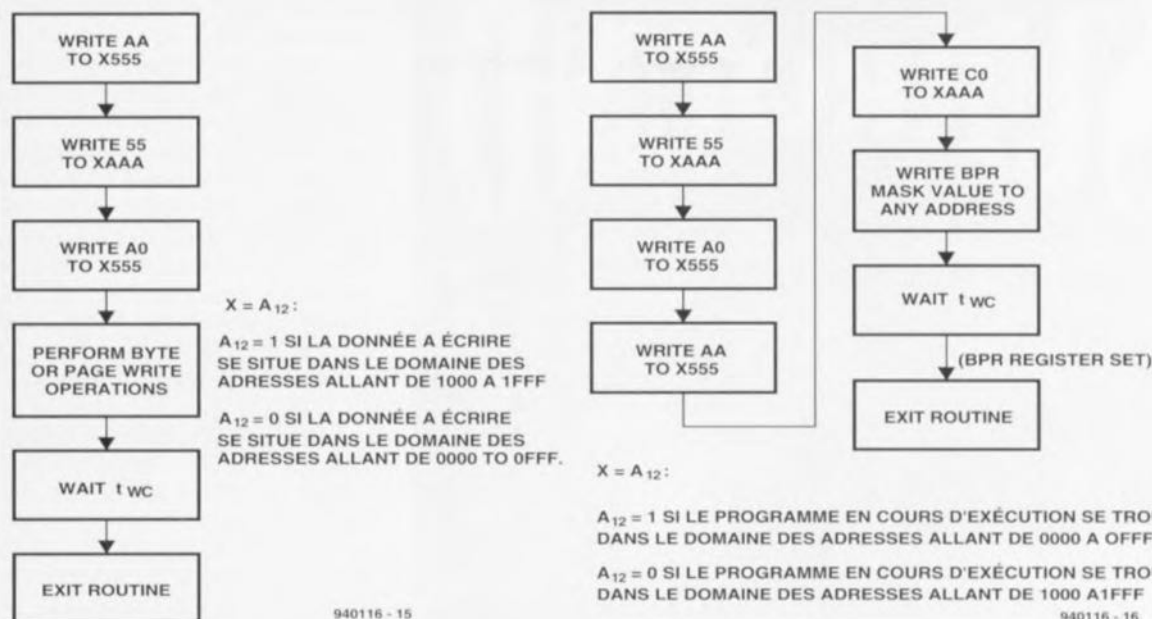 WRITE AA
TO X555
WRITE 55
TO XAAA
WRITE A0
TO X555
PERFORM BYTE
OR PAGE WRITE
OPERATIONS
WAIT t WC
EXIT ROUTINE
X = A12 :
A12 = 1 SI LA DONNÉE A ÉCRIRE
SE SITUE DANS LE DOMAINE DES
ADRESSES ALLANT DE 1000 A 1FFF
A12 = 0 SI LA DONNÉE A ÉCRIRE
SE SITUE DANS LE DOMAINE DES
ADRESSES ALLANT DE 0000 TO 0FFF.
940116 - 15
WRITE AA
TO X555
WRITE 55
TO XAAA
WRITE A0
TO X555
WRITE AA
TO X555
WRITE C0
TO XAAA
WRITE BPR
MASK VALUE TO
ANY ADDRESS
WAIT t WC
(BPR REGISTER SET)
EXIT ROUTINE
X = A12 :
A12 = 1 SI LE PROGRAMME EN COURS D'EXÉCUTION SE
DANS LE DOMAINE DES ADRESSES ALLANT DE 0000 A OFFF
A12 = 0 SI LE PROGRAMME EN COURS D'EXÉCUTION SE
DANS LE DOMAINE DES ADRESSES ALLANT DE 1000 A1FFF
940116 - 16